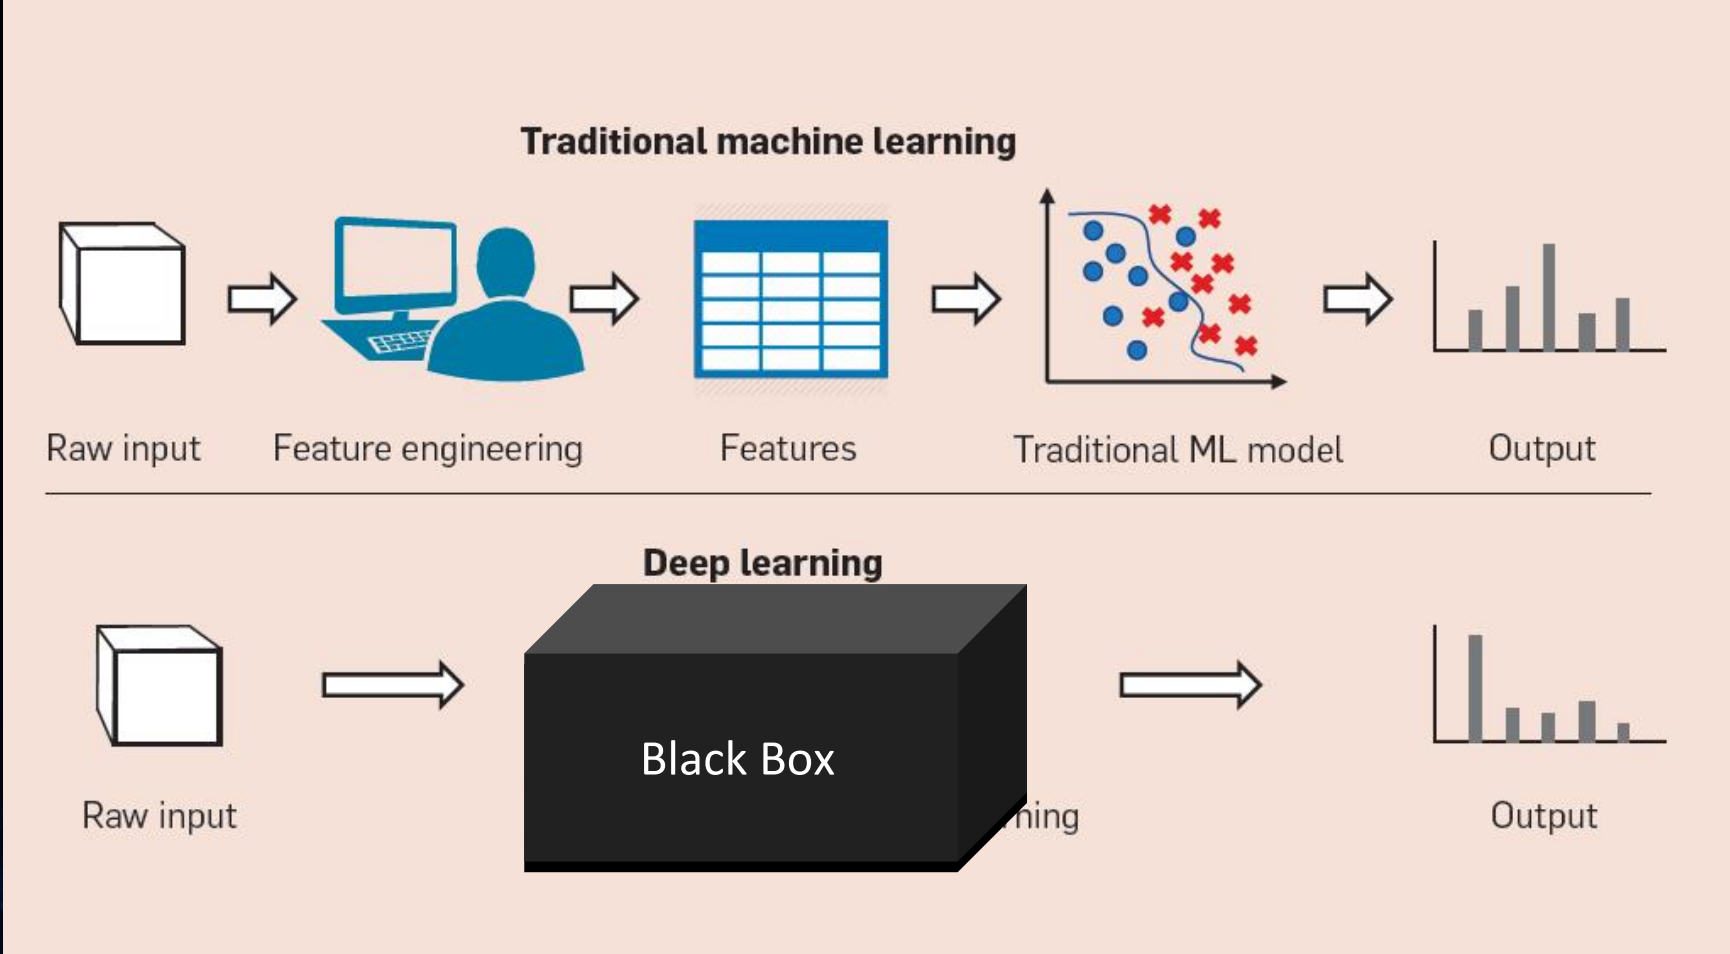 Traditional machine learning
Raw input
Feature engineering
Features
Traditional ML model
Output
Deep learning
Black Box
Raw input
Output